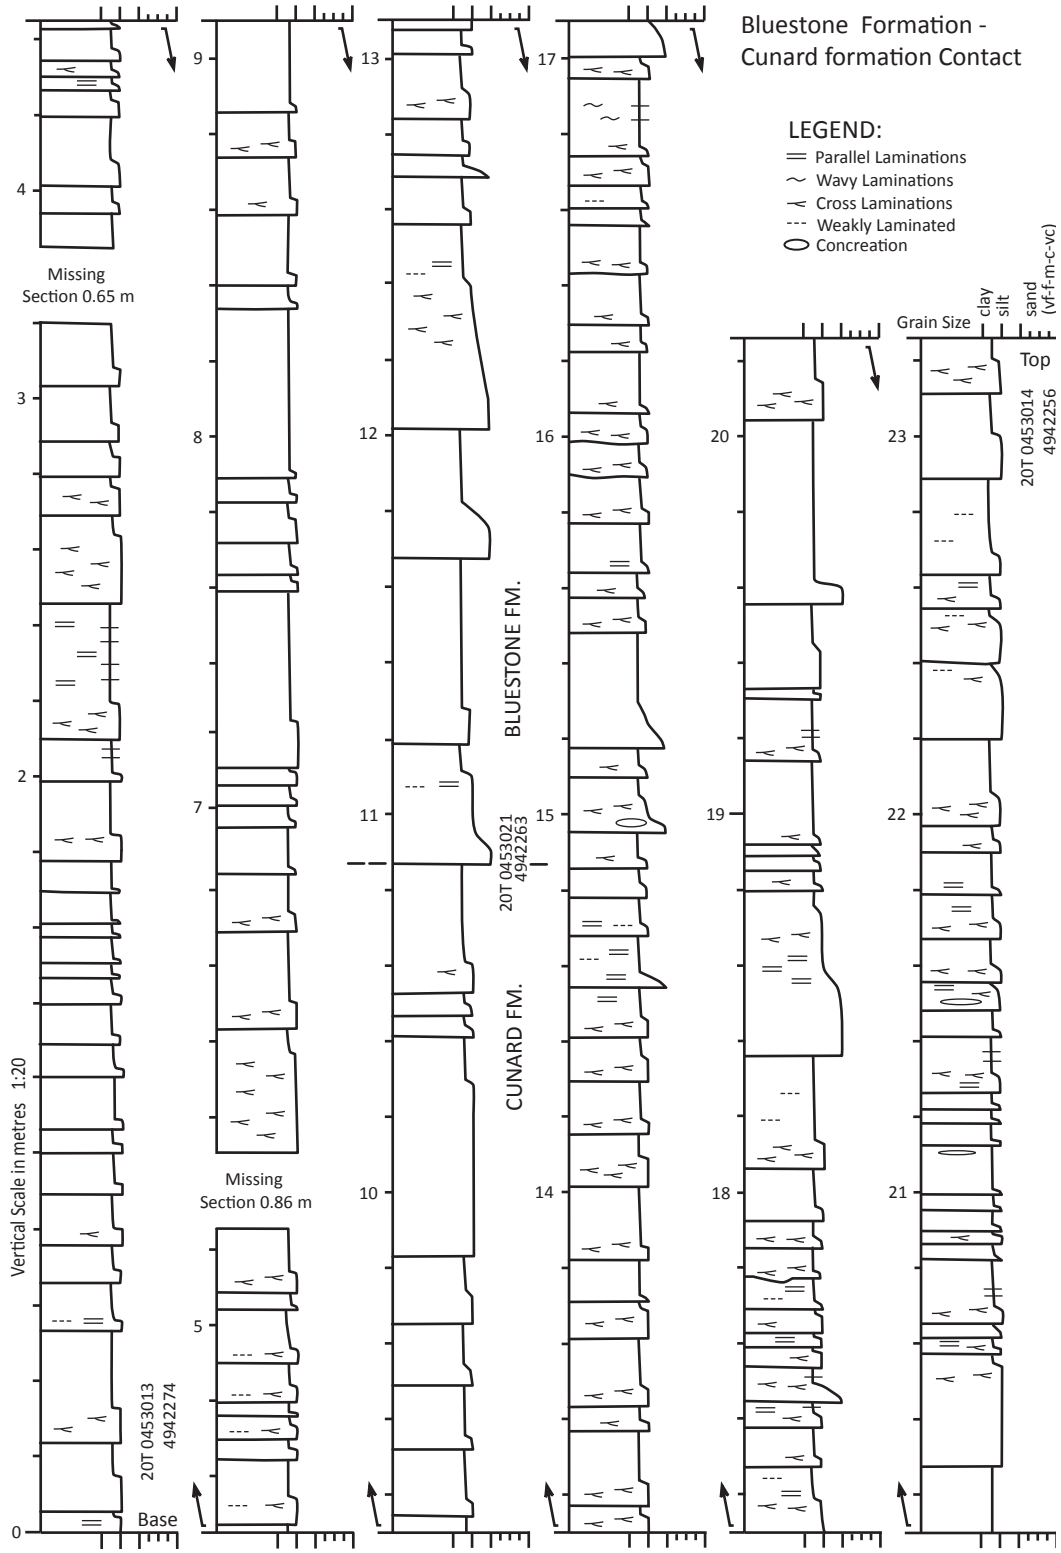 Bluestone Formation -
Cunard formation Contact
LEGEND:
Parallel Laminations
Wavy Laminations
Cross Laminations
Weakly Laminated
Concreation
Grain Size
clay
silt
sand
(vf-f-m-c-vc)
Top
20T 0453014
4942256
4
Missing
Section 0.65 m
3
2
Vertical Scale in metres 1:20
20T 0453013
4942274
Base
0
9
8
7
Missing
Section 0.86 m
5
13
12
11
10
BLUESTONE FM.
20T 0453021
4942263
CUNARD FM.
17
16
15
14
20
19
18
23
22
21